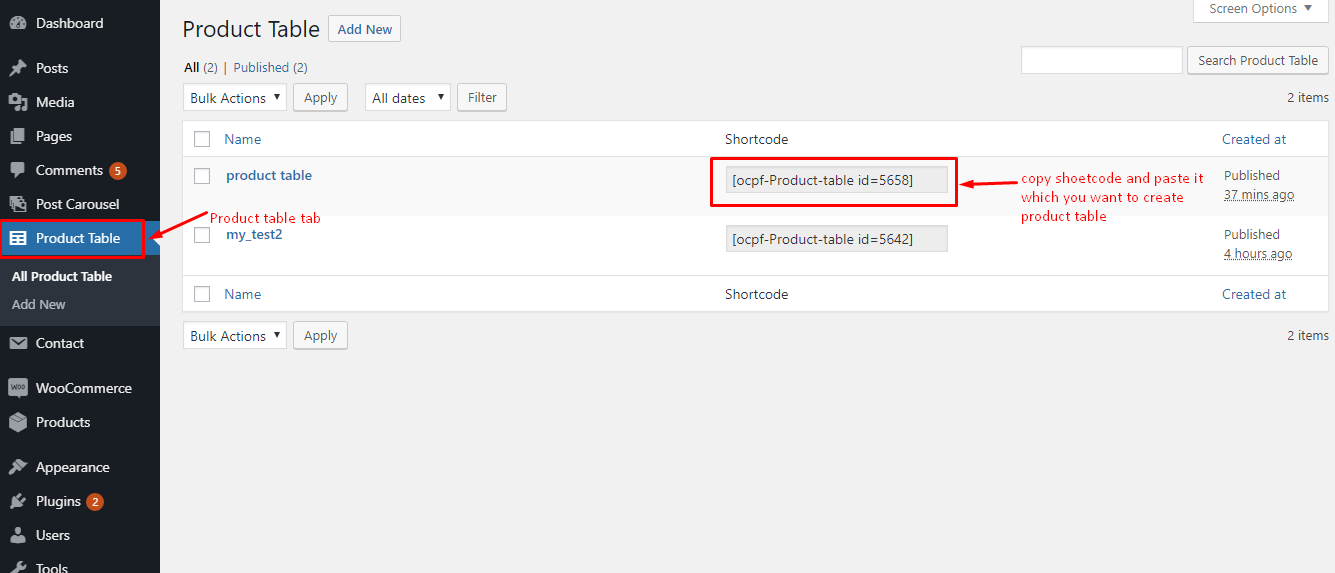 Dashboard
Posts
Media
Pages
Comments 5
Post Carousel
Product Table
All Product Table
Add New
Contact
WOO WooCommerce
Products
Appearance
Plugins 2
Users
Tools
Screen Options ▼
Product Table Add New
All (2) | Published (2)
Search Product Table
Bulk Actions ▼ Apply All dates ▼ Filter
2 items
Name Shortcode Created at
product table [ocpf-Product-table id=5658] Published
37 mins ago
copy shoetcode and paste it
which you want to create
product table
Product table tab
my_test2 [ocpf-Product-table id=5642] Published
4 hours ago
Name Shortcode Created at
Bulk Actions ▼ Apply
2 items